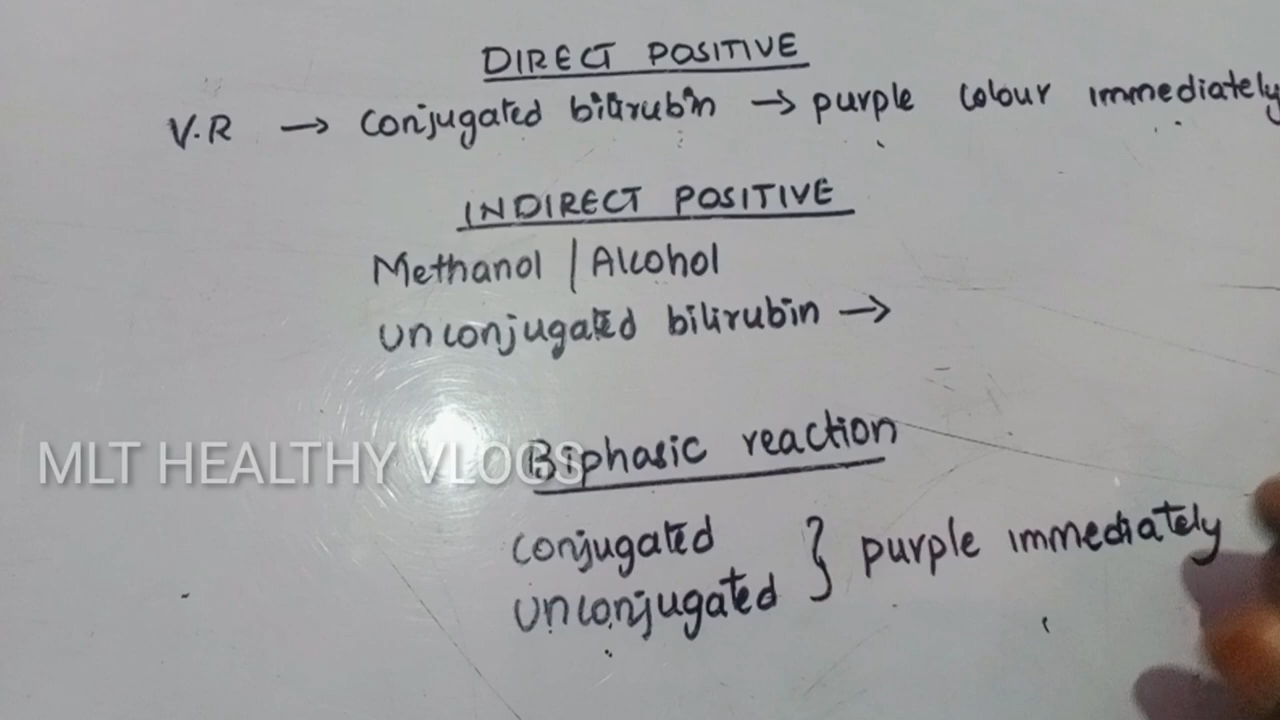 DIRECT POSITIVE
V.R → conjugated bilirubin → purple colour immediately
INDIRECT POSITIVE
Methanol / Alcohol
unconjugated bilirubin →
MLT HEALTHY VLOGS
Biphasic reaction
conjugated
unconjugated } purple immediately